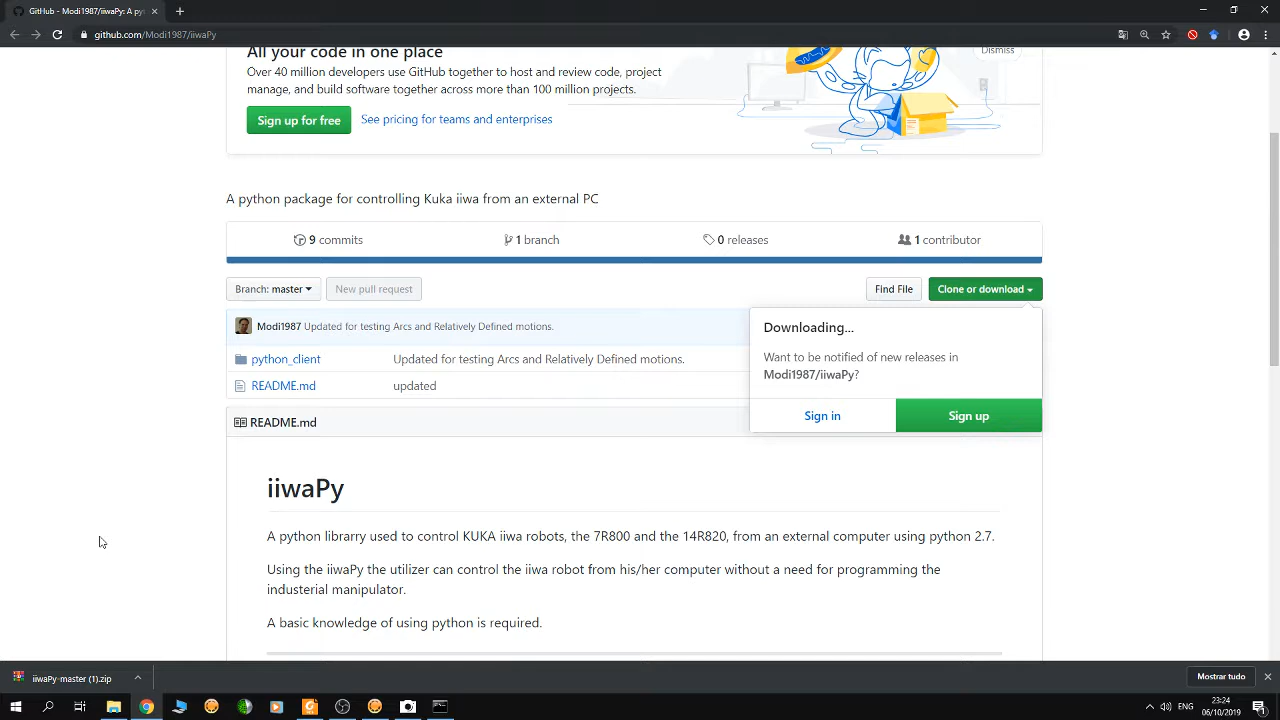 GitHub - Modi1987/iiwaPy: A pyt
github.com/Modi1987/iiwaPy
All your code in one place
Dismiss
Over 40 million developers use GitHub together to host and review code, project
manage, and build software together across more than 100 million projects.
Sign up for free
See pricing for teams and enterprises
A python package for controlling Kuka iiwa from an external PC
9 commits
1 branch
0 releases
1 contributor
Branch: master
New pull request
Find File
Clone or download
Modi1987 Updated for testing Arcs and Relatively Defined motions.
python_client
Updated for testing Arcs and Relatively Defined motions.
README.md
updated
Downloading...
Want to be notified of new releases in
Modi1987/iiwaPy?
Sign in
Sign up
README.md
iiwaPy
A python librarry used to control KUKA iiwa robots, the 7R800 and the 14R820, from an external computer using python 2.7.
Using the iiwaPy the utilizer can control the iiwa robot from his/her computer without a need for programming the
industerial manipulator.
A basic knowledge of using python is required.
iiwaPy-master (1).zip
Mostrar tudo
ENG
23:24
06/10/2019